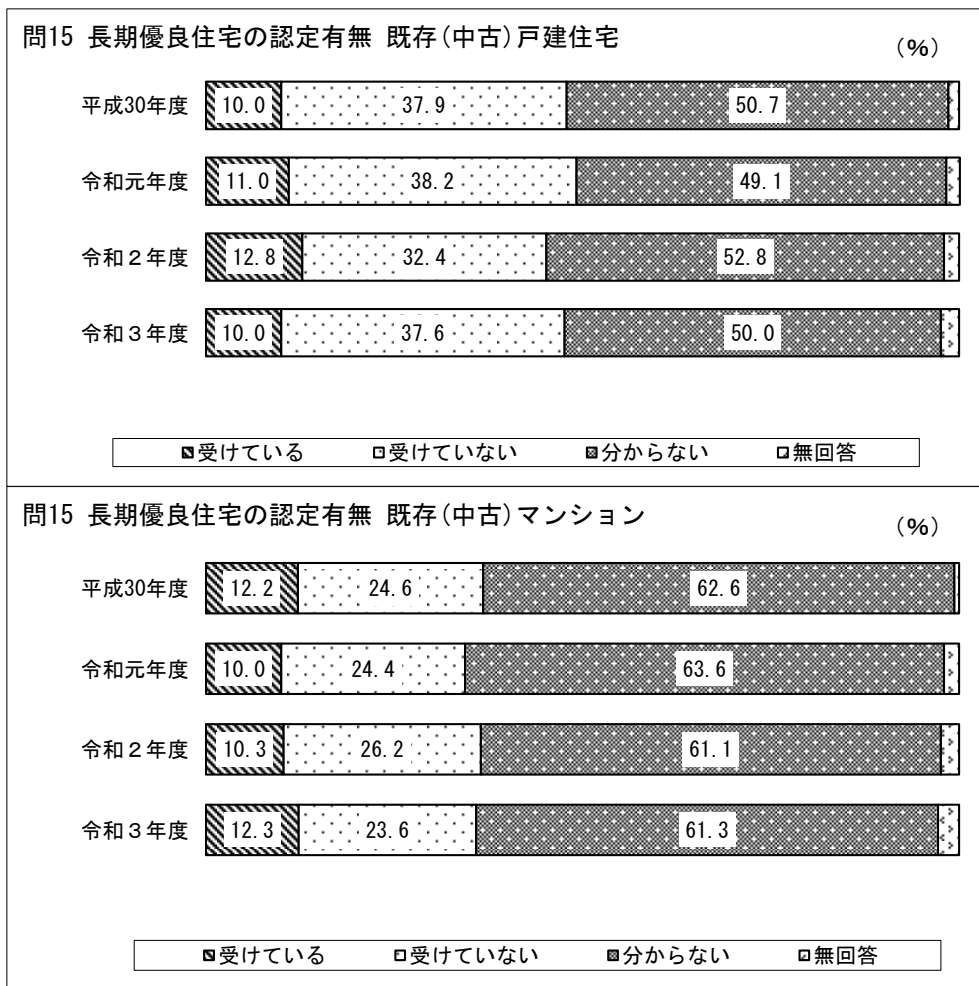 問15 長期優良住宅の認定有無 既存(中古)戸建住宅
(%)
平成30年度 10.0 37.9 50.7
令和元年度 11.0 38.2 49.1
令和２年度 12.8 32.4 52.8
令和３年度 10.0 37.6 50.0
受けている 受けていない 分からない 無回答
問15 長期優良住宅の認定有無 既存(中古)マンション
(%)
平成30年度 12.2 24.6 62.6
令和元年度 10.0 24.4 63.6
令和２年度 10.3 26.2 61.1
令和３年度 12.3 23.6 61.3
受けている 受けていない 分からない 無回答